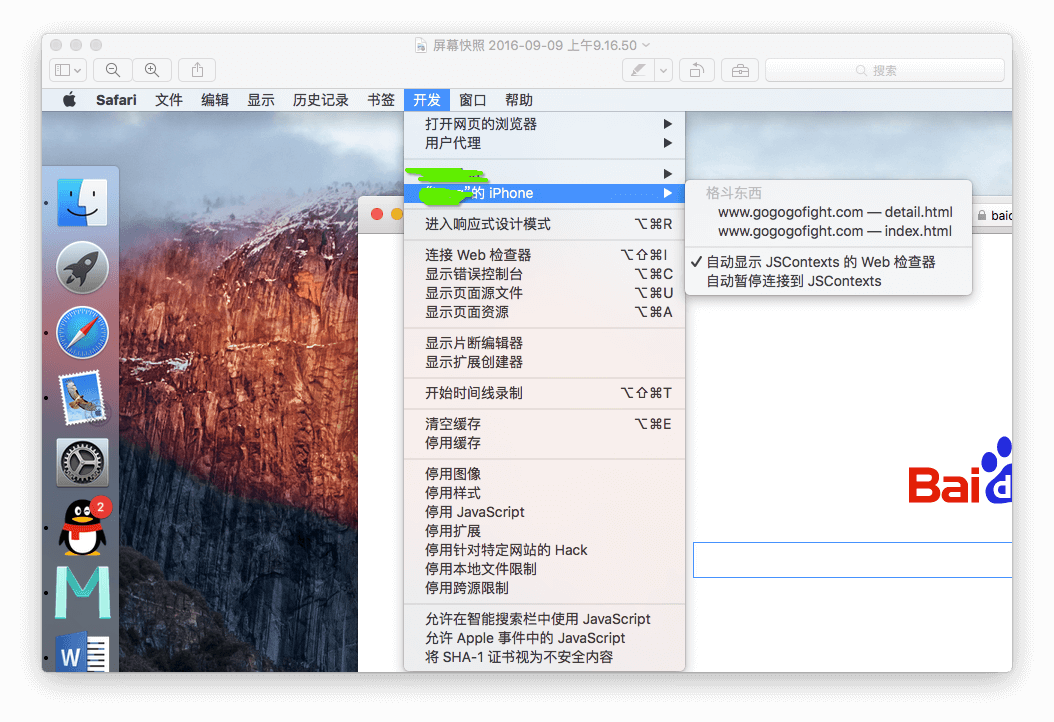 屏幕快照 2016-09-09 上午9.16.50
搜索
Safari 文件 编辑 显示 历史记录 书签 开发 窗口 帮助
打开网页的浏览器
用户代理
”的 iPhone
格斗东西
www.gogogofight.com — detail.html
www.gogogofight.com — index.html
自动显示 JSContexts 的 Web 检查器
自动暂停连接到 JSContexts
进入响应式设计模式 ⌥⌘R
连接 Web 检查器 ⌥⇧⌘I
显示错误控制台 ⌥⌘C
显示页面源文件 ⌥⌘U
显示页面资源 ⌥⌘A
显示片断编辑器
显示扩展创建器
开始时间线录制 ⌥⇧⌘T
清空缓存 ⌥⌘E
停用缓存
停用图像
停用样式
停用 JavaScript
停用扩展
停用针对特定网站的 Hack
停用本地文件限制
停用跨源限制
允许在智能搜索栏中使用 JavaScript
允许 Apple 事件中的 JavaScript
将 SHA-1 证书视为不安全内容
baid
Baid
2
M
W